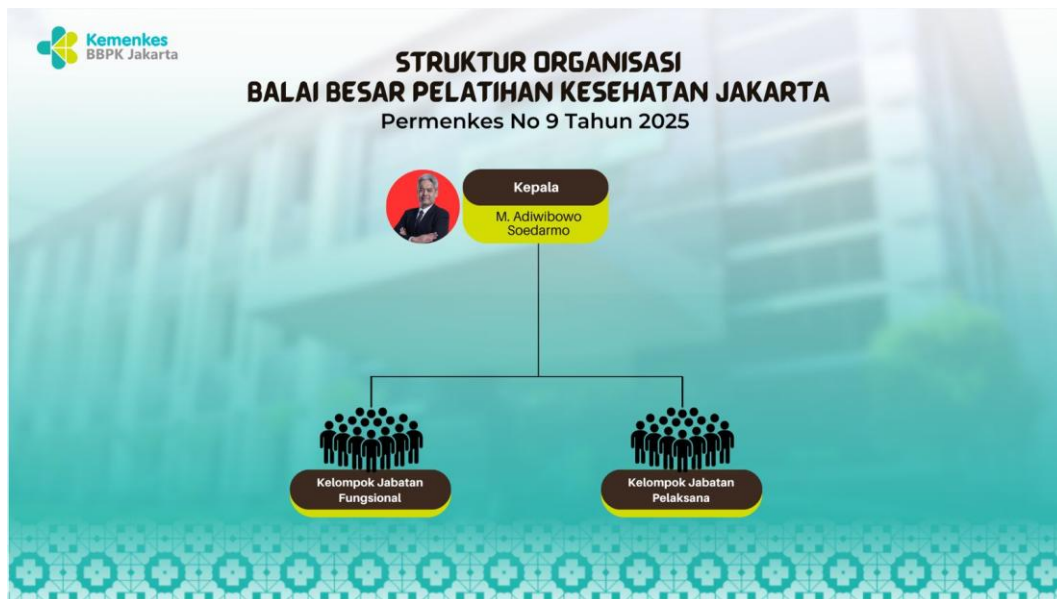 Kemenkes
BBPK Jakarta
STRUKTUR ORGANISASI
BALAI BESAR PELATIHAN KESEHATAN JAKARTA
Permenkes No 9 Tahun 2025
Kepala
M. Adiwibowo
Soedarmo
Kelompok Jabatan
Fungsional
Kelompok Jabatan
Pelaksana